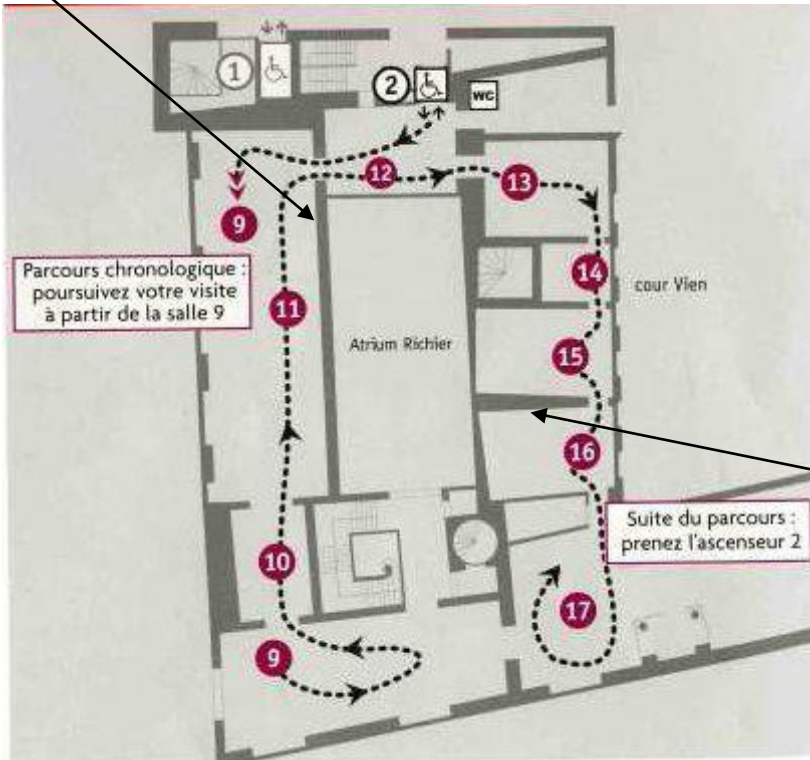 1
2
WC
12
13
9
Parcours chronologique :
poursuivez votre visite
à partir de la salle 9
11
14
cour Vien
Atrium Richier
15
16
Suite du parcours :
prenez l'ascenseur 2
10
17
9